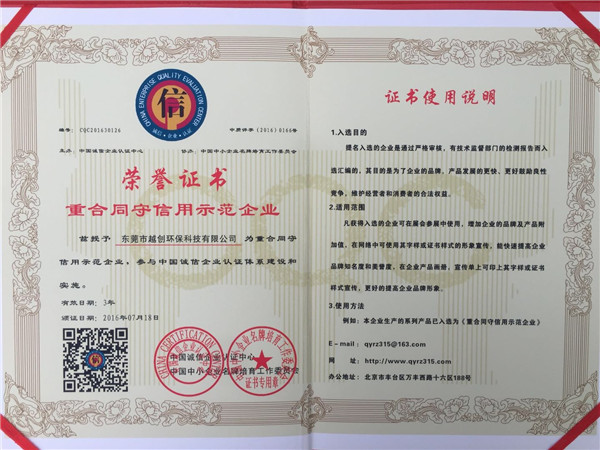 CHINA ENTERPRISE QUALITY EVALUATION CENTER
信
编号：CQC201630126
中质评字（2016）0166号
主办：中国诚信企业认证中心
协办：中国中小企业名牌培育工作委员会
荣誉证书
重合同守信用示范企业
兹授予 东莞市越创环保科技有限公司 为重合同守
信用示范企业，参与中国诚信企业认证体系建设和
实施。
有效日期：3年
颁证日期：2016年07月18日
中国诚信企业认证中心
中国中小企业名牌培育工作委员会
证书专用章
证书使用说明
1.入选目的
提名入选的企业是通过严格审核，有技术监督部门的检测报告而入
选汇编的，其目的是为了企业的品牌、产品发展的更快、更好鼓励良性
竞争，维护经营者和消费者的合法权益。
2.适用范围
凡获得入选的企业可在展会参展中使用，增加企业的品牌及产品附
加值，在网络中可使用其字样或证书样式的形象宣传，能快速提高企业
品牌知名度和美誉度，在企业产品画册、宣传单上可印上其字样或证书
样式宣传，更好的提高企业品牌形象。
3.使用方法
例如：本企业生产的系列产品已入选为《重合同守信用示范企业》
E－mail：qyrz315@163.com
网 址：http://www.qyrz315.com
办公地址：北京市丰台区万丰西路十六区188号